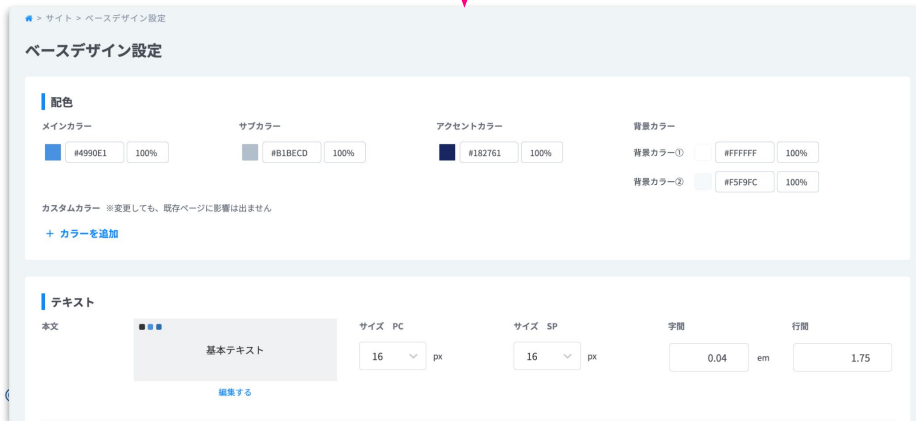 > サイト > ベースデザイン設定
ベースデザイン設定
配色
メインカラー サブカラー アクセントカラー 背景カラー
#4990E1 100% #B1BECD 100% #182761 100% 背景カラー① #FFFFFF 100%
背景カラー② #F5F9FC 100%
カスタムカラー ※変更しても、既存ページに影響は出ません
+ カラーを追加
テキスト
本文 サイズ PC サイズ SP 字間 行間
基本テキスト 16 px 16 px 0.04 em 1.75
編集する